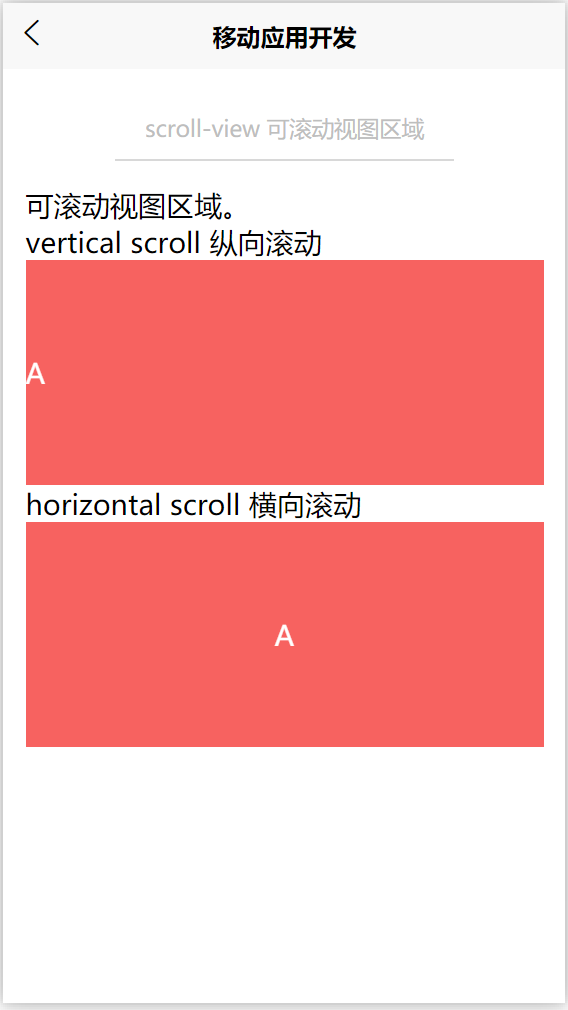 移动应用开发
scroll-view 可滚动视图区域
可滚动视图区域。
vertical scroll 纵向滚动
A
horizontal scroll 横向滚动
A